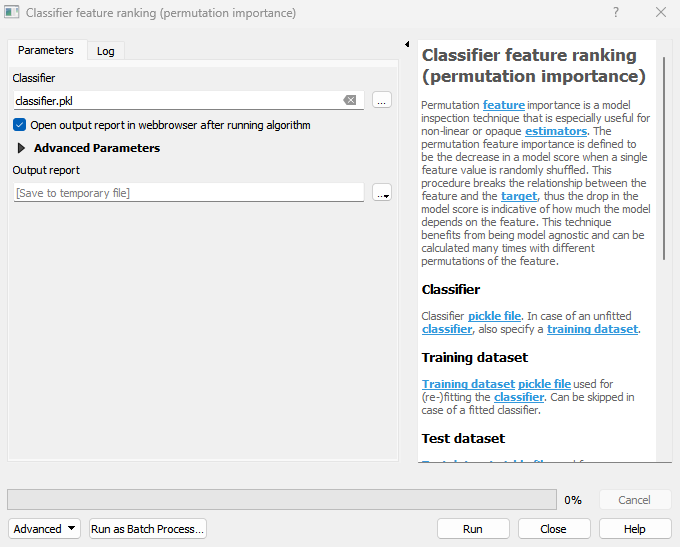 Classifier feature ranking (permutation importance)
?
Parameters
Log
Classifier
classifier.pkl
...
Open output report in webbrowser after running algorithm
Advanced Parameters
Output report
[Save to temporary file]
...
Classifier feature ranking
(permutation importance)
Permutation feature importance is a model
inspection technique that is especially useful for
non-linear or opaque estimators. The
permutation feature importance is defined to
be the decrease in a model score when a single
feature value is randomly shuffled. This
procedure breaks the relationship between the
feature and the target, thus the drop in the
model score is indicative of how much the model
depends on the feature. This technique
benefits from being model agnostic and can be
calculated many times with different
permutations of the feature.
Classifier
Classifier pickle file. In case of an unfitted
classifier, also specify a training dataset.
Training dataset
Training dataset pickle file used for
(re-)fitting the classifier. Can be skipped in
case of a fitted classifier.
Test dataset
0%
Cancel
Advanced
Run as Batch Process...
Run
Close
Help